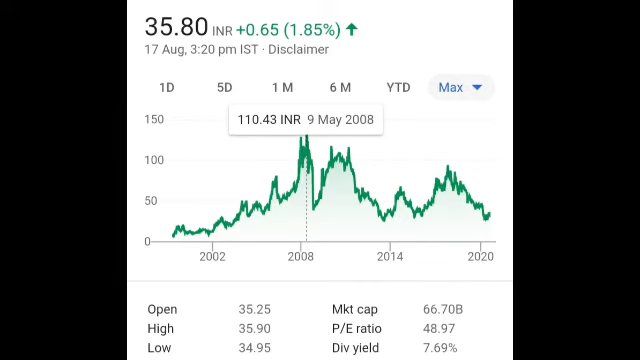 35.80 INR +0.65 (1.85%) ↑
17 Aug, 3:20 pm IST · Disclaimer
1D 5D 1 M 6 M YTD Max
110.43 INR 9 May 2008
150
100
50
0
2002 2008 2014 2020
Open 35.25 Mkt cap 66.70B
High 35.90 P/E ratio 48.97
Low 34.95 Div yield 7.69%